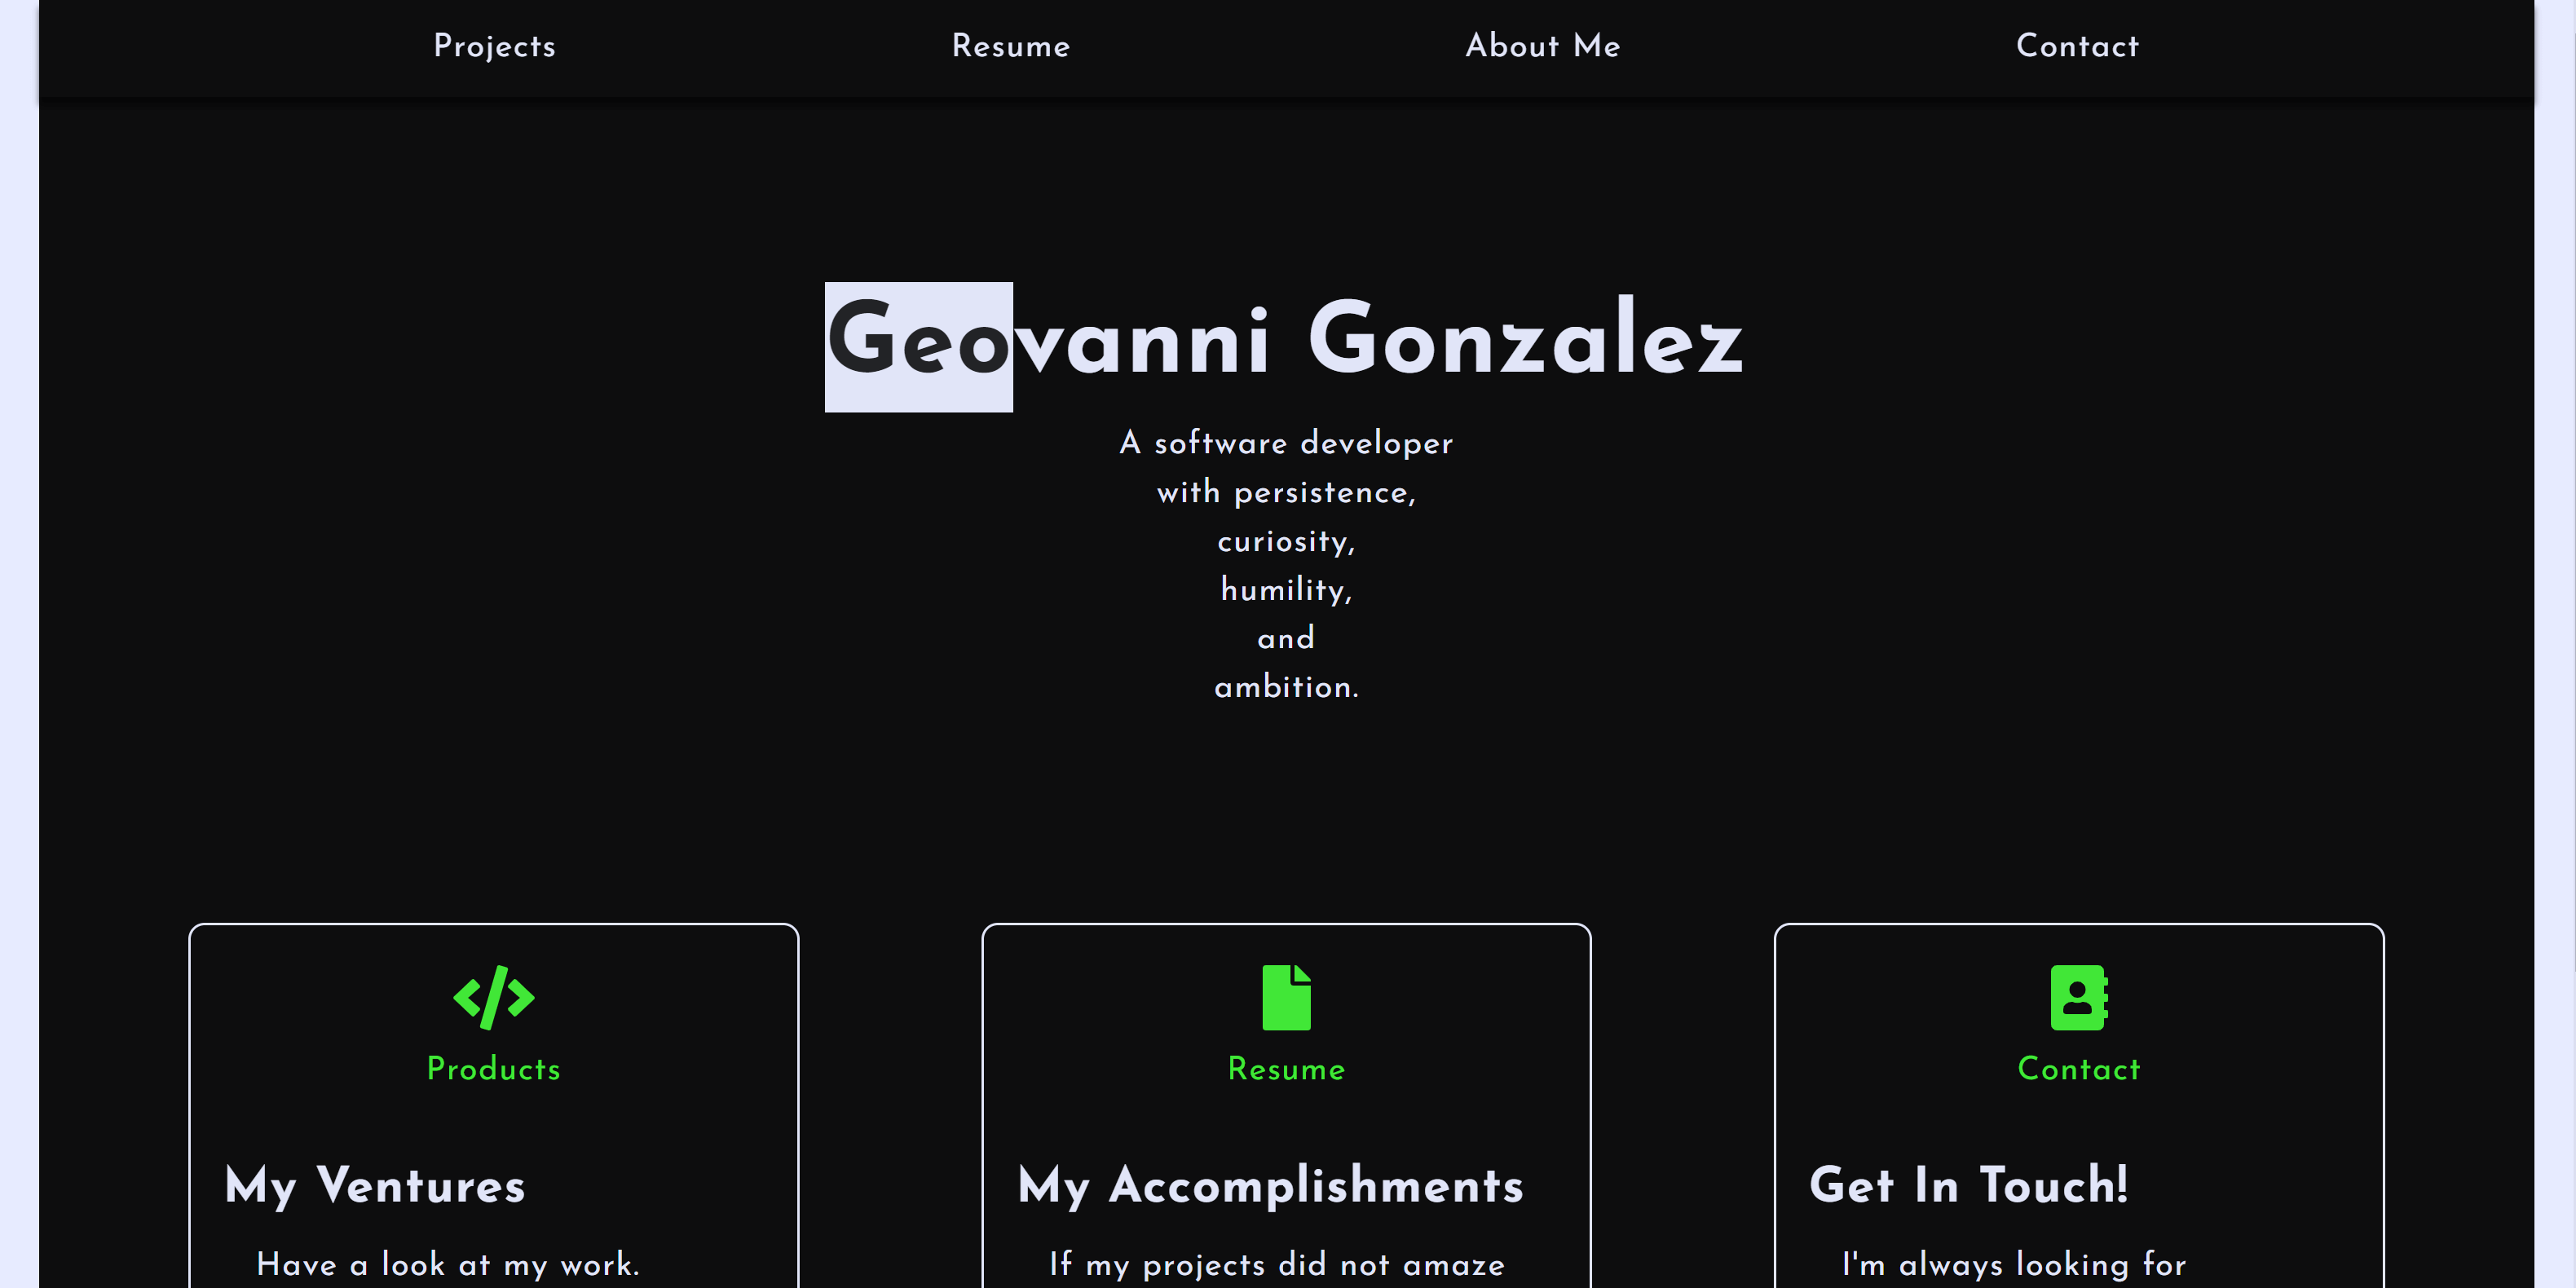 Projects Resume About Me Contact
Geovanni Gonzalez
A software developer
with persistence,
curiosity,
humility,
and
ambition.
Products
My Ventures
Have a look at my work.
Resume
My Accomplishments
If my projects did not amaze
Contact
Get In Touch!
I'm always looking for